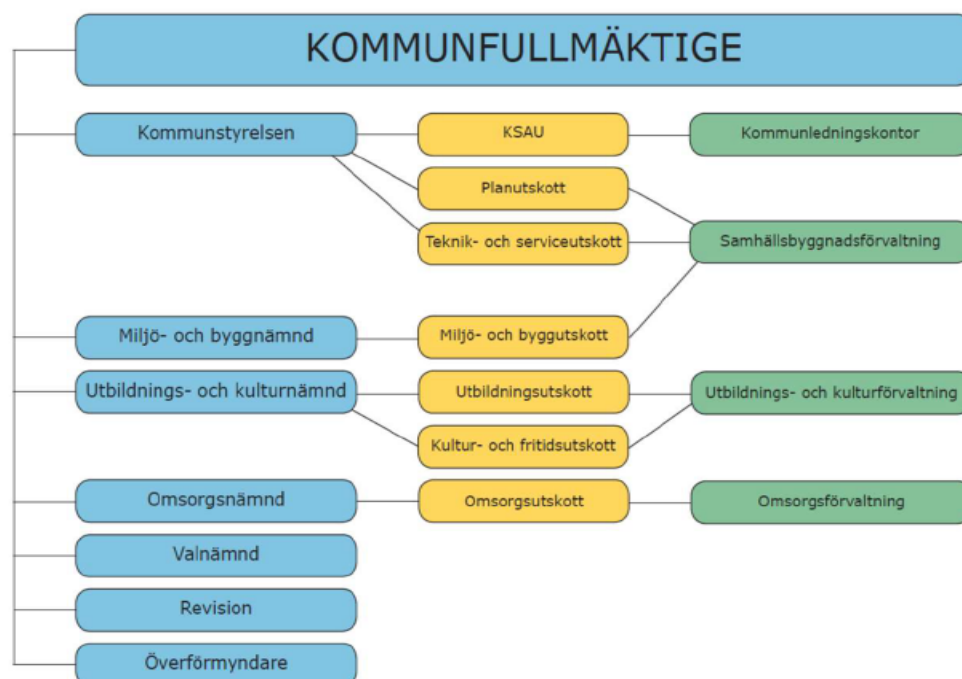 KOMMUNFULLMÄKTIGE
Kommunstyrelsen
KSAU
Kommunledningskontor
Planutskott
Teknik- och serviceutskott
Samhällsbyggnadsförvaltning
Miljö- och byggnämnd
Miljö- och byggutskott
Utbildnings- och kulturnämnd
Utbildningsutskott
Utbildnings- och kulturförvaltning
Kultur- och fritidsutskott
Omsorgsnämnd
Omsorgsutskott
Omsorgsförvaltning
Valnämnd
Revision
Överförmyndare